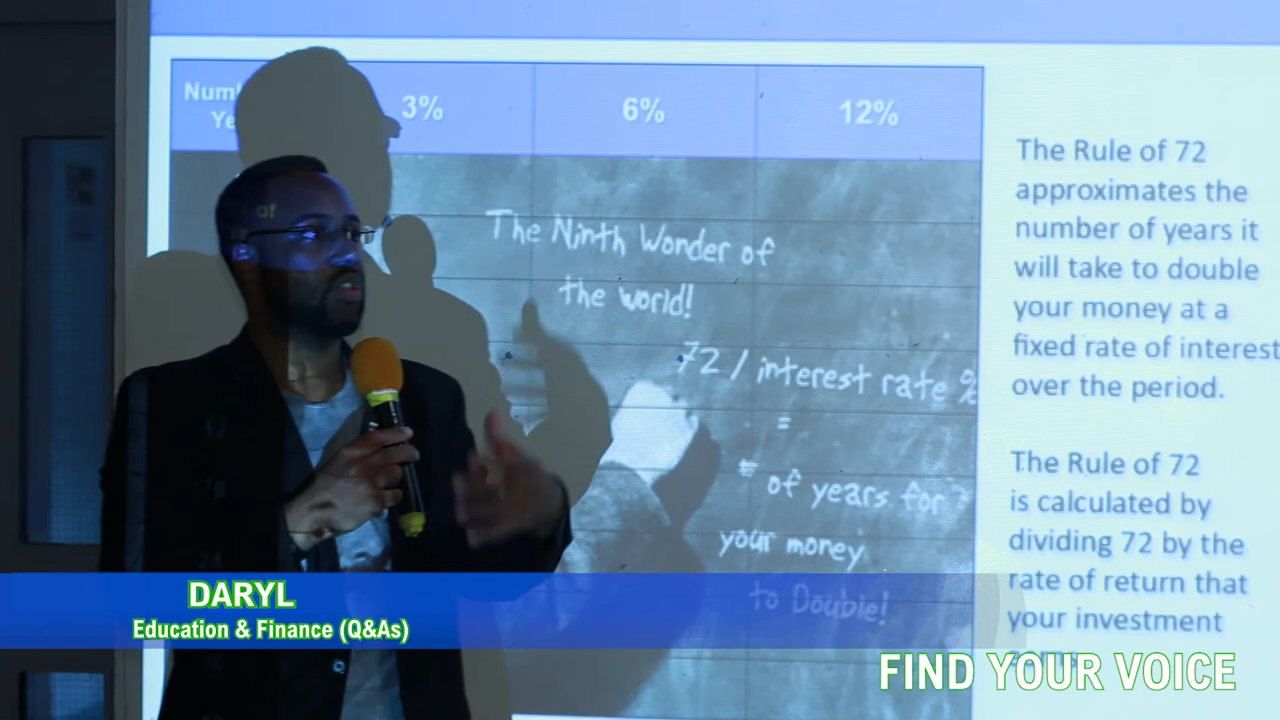 3%
6%
12%
The Ninth Wonder of
the world!
72 / interest rate %
=
# of years for
your money
to Double!
The Rule of 72
approximates the
number of years it
will take to double
your money at a
fixed rate of interest
over the period.
The Rule of 72
is calculated by
dividing 72 by the
rate of return that
your investment
of
DARYL
Education & Finance (Q&As)
FIND YOUR VOICE